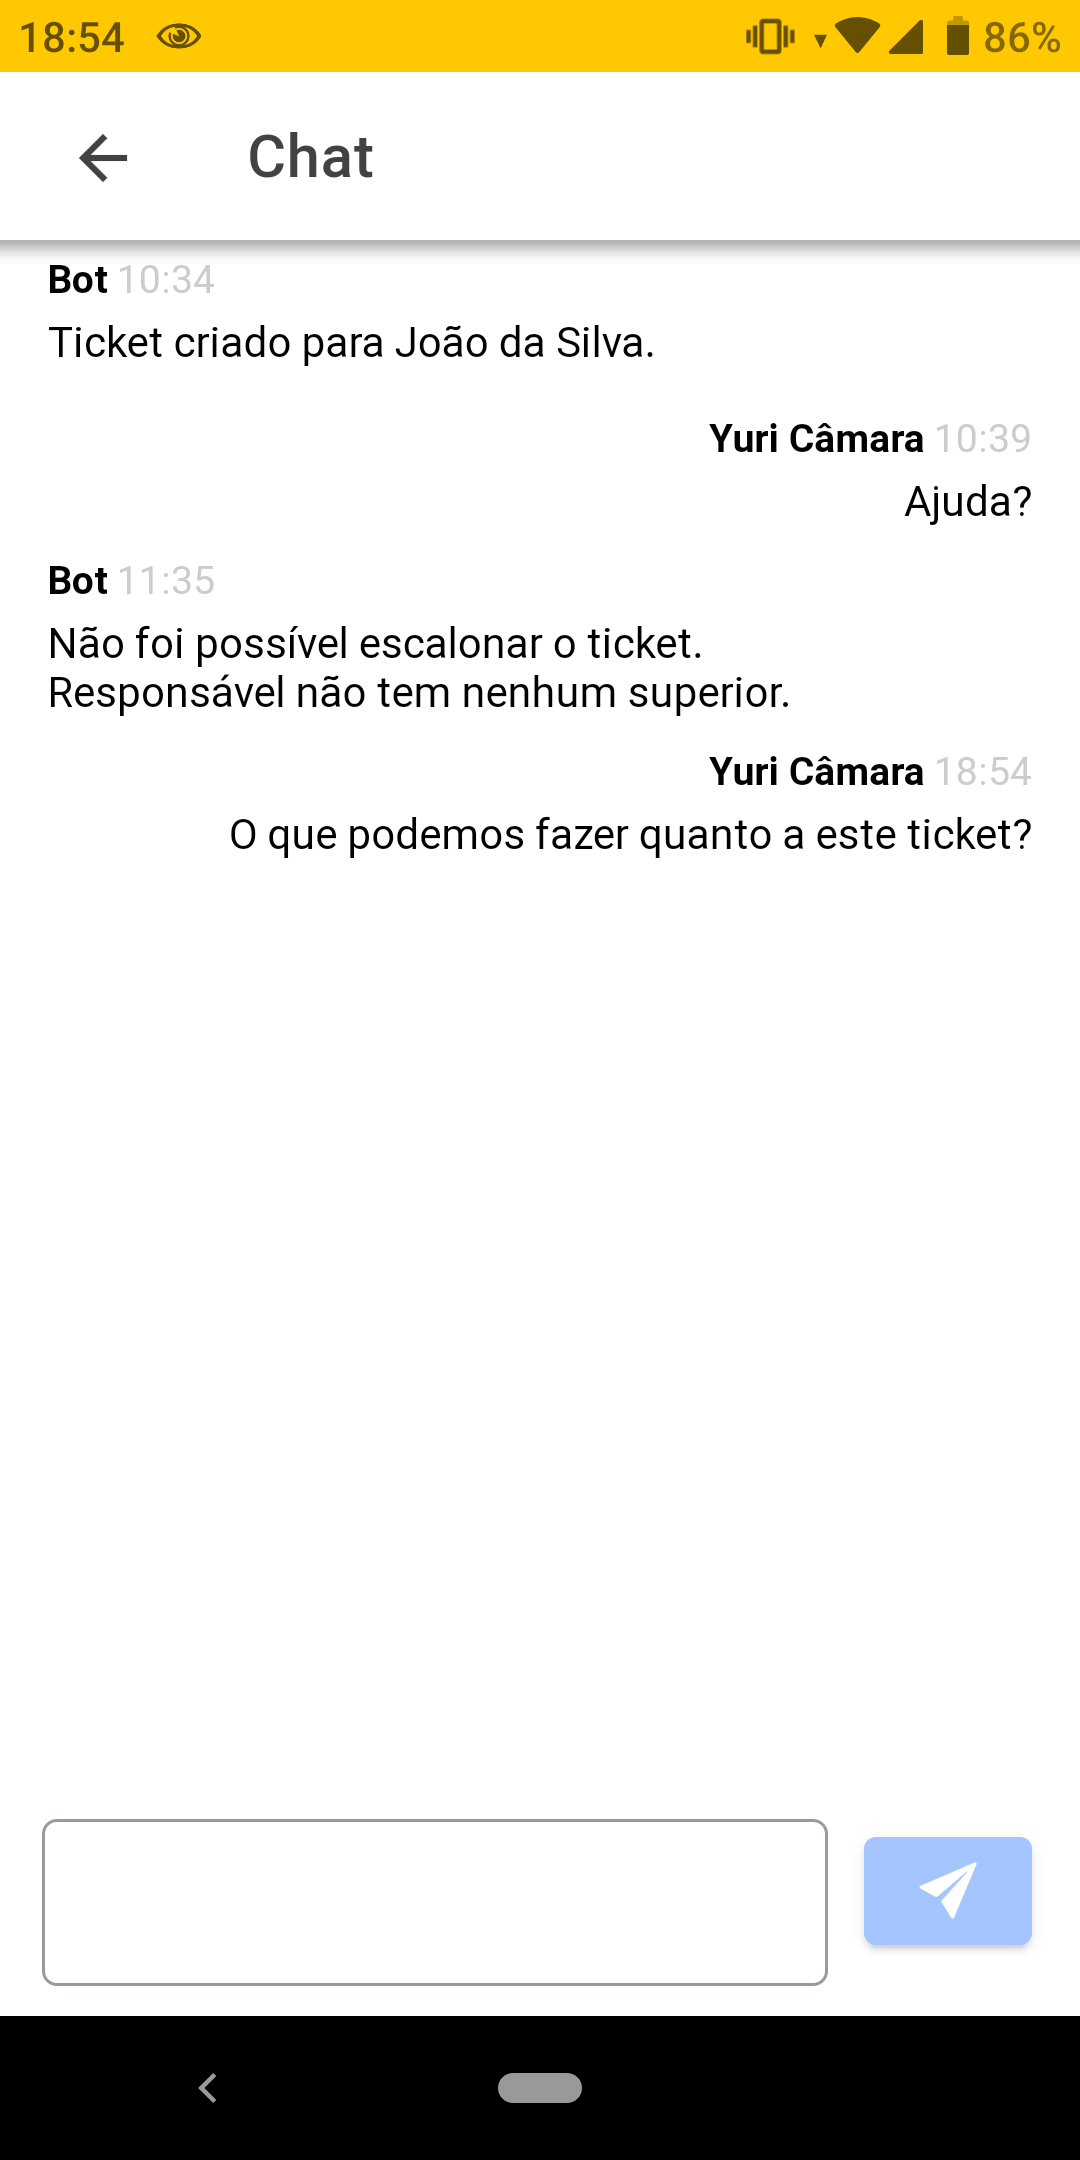 18:54 86%
Chat
Bot 10:34
Ticket criado para João da Silva.
Yuri Câmara 10:39
Ajuda?
Bot 11:35
Não foi possível escalonar o ticket.
Responsável não tem nenhum superior.
Yuri Câmara 18:54
O que podemos fazer quanto a este ticket?